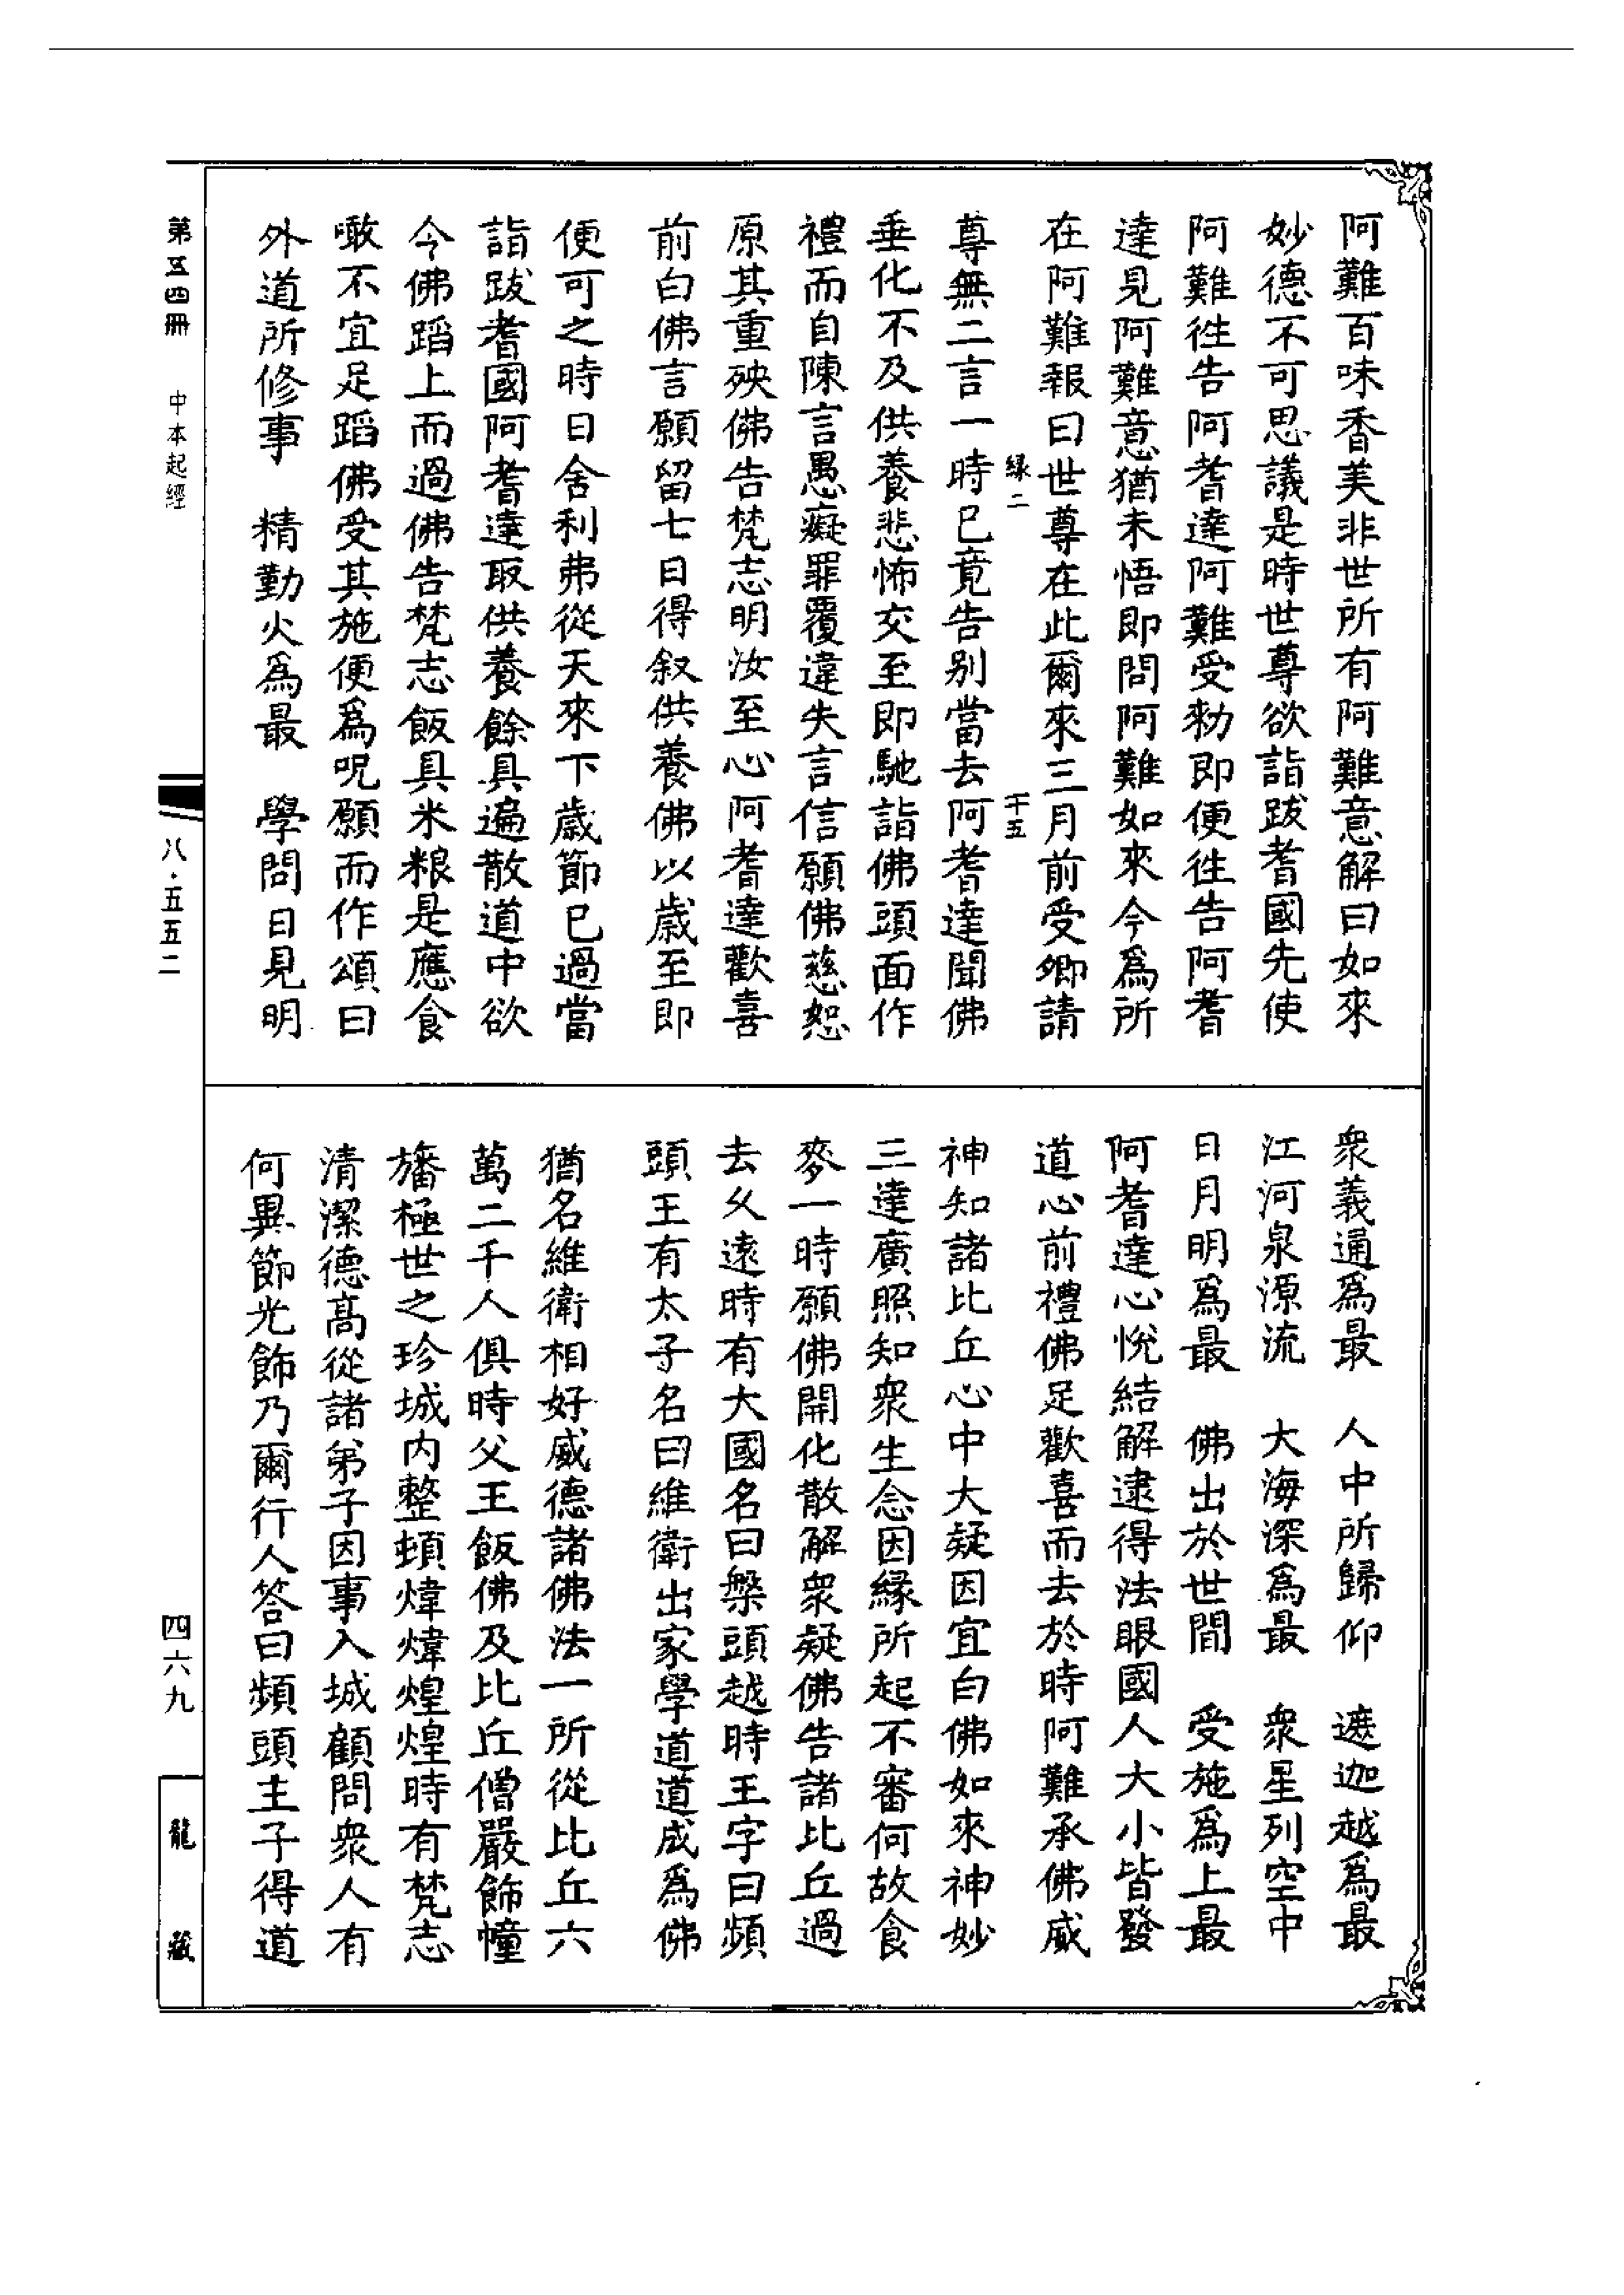 阿難百味香美非世所有阿難意解曰如來
妙德不可思議是時世尊欲詣跋耆國先使
阿難徃告阿耆達阿難受勑即便徃告阿耆
達見阿難意猶未悟即問阿難如來今爲所
在阿難報曰世尊在此爾來三月前受卿請
緣二 十五
尊無二言一時已竟告别當去阿耆達聞佛
垂化不及供養悲怖交至即馳詣佛頭面作
禮而自陳言愚癡罪覆違失言信願佛慈恕
原其重殃佛告梵志明汝至心阿耆達歡喜
前白佛言願留七日得叙供養佛以歲至即
便可之時日舍利弗從天來下歲節已過當
詣跋耆國阿耆達取供養餘具遍散道中欲
令佛蹈上而過佛告梵志飯具米粮是應食
噉不宜足蹈佛受其施便爲呪願而作頌曰
外道所修事 精勤火爲最 學問日見明
衆義通爲最 人中所歸仰 遮迦越爲最
江河泉源流 大海深爲最 衆星列空中
日月明爲最 佛出於世間 受施爲上最
阿耆達心悅結解逮得法眼國人大小皆發
道心前禮佛足歡喜而去於時阿難承佛威
神知諸比丘心中大疑因宜白佛如來神妙
三達廣照知衆生念因緣所起不審何故食
麥一時願佛開化散解衆疑佛告諸比丘過
去久遠時有大國名曰槃頭越時王字曰頻
頭王有太子名曰維衛出家學道道成爲佛
猶名維衛相好威德諸佛法一所從比丘六
萬二千人俱時父王飯佛及比丘僧嚴飾幢
旛極世之珍城内整頓煒煒煌煌時有梵志
清潔德高從諸弟子因事入城顧問衆人有
何異節光飾乃爾行人答曰頻頭王子得道
第五四冊 中本起經
八·五五二
四六九
龍藏